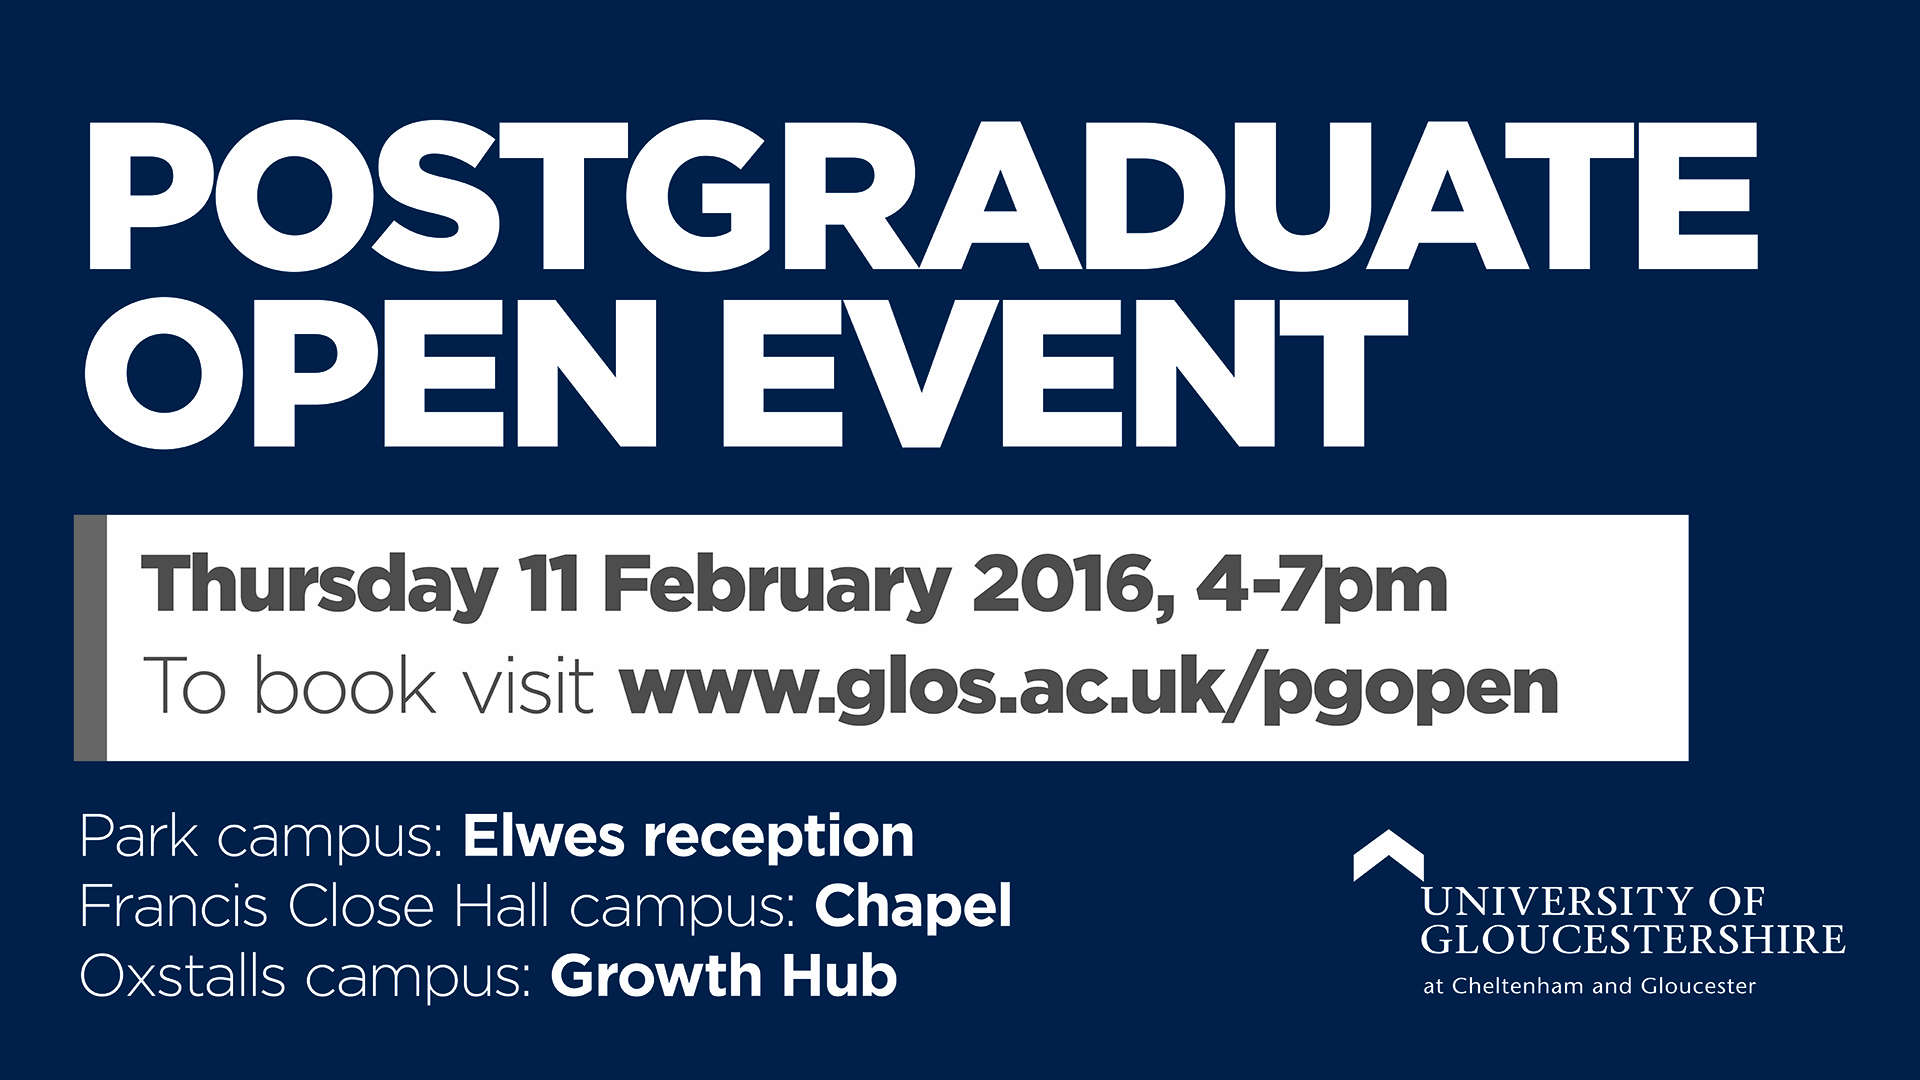 POSTGRADUATE
OPEN EVENT
Thursday 11 February 2016, 4-7pm
To book visit www.glos.ac.uk/pgopen
Park campus: Elwes reception
Francis Close Hall campus: Chapel
Oxstalls campus: Growth Hub
UNIVERSITY OF
GLOUCESTERSHIRE
at Cheltenham and Gloucester